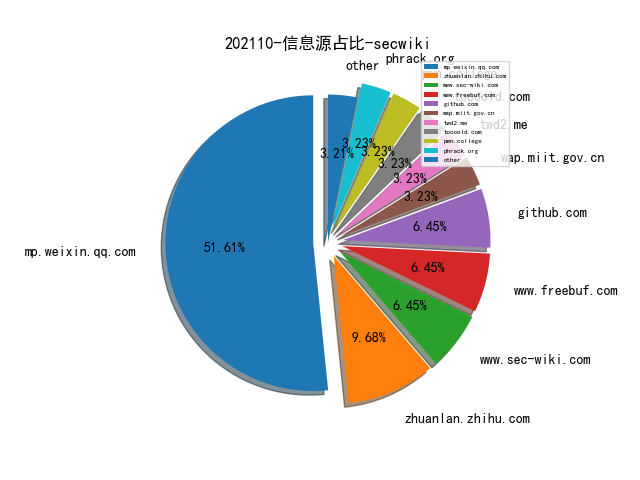 202110-信息源占比-secwiki
phrack.org
other
mp.weixin.qq.com
zhuanlan.zhihu.com
www.sec-wiki.com
www.freebuf.com
github.com
wap.miit.gov.cn
twd2.me
toooold.com
pwn.college
phrack.org
other
twd2.me
wap.miit.gov.cn
github.com
www.freebuf.com
www.sec-wiki.com
zhuanlan.zhihu.com
mp.weixin.qq.com
3.21%
3.23%
3.23%
3.23%
3.23%
3.23%
6.45%
6.45%
6.45%
9.68%
51.61%